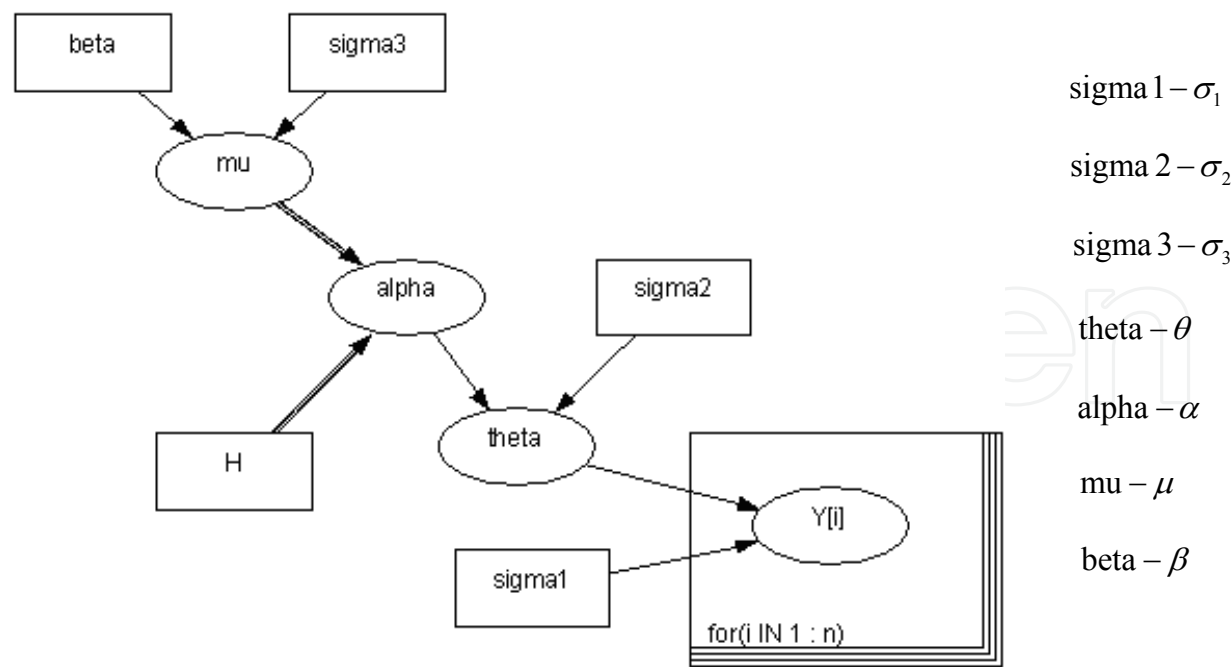 beta
sigma3
mu
alpha
sigma2
H
theta
Y[i]
sigma1
for(i IN 1 : n)
sigma 1 – σ₁
sigma 2 – σ₂
sigma 3 – σ₃
theta – θ
alpha – α
mu – μ
beta – β